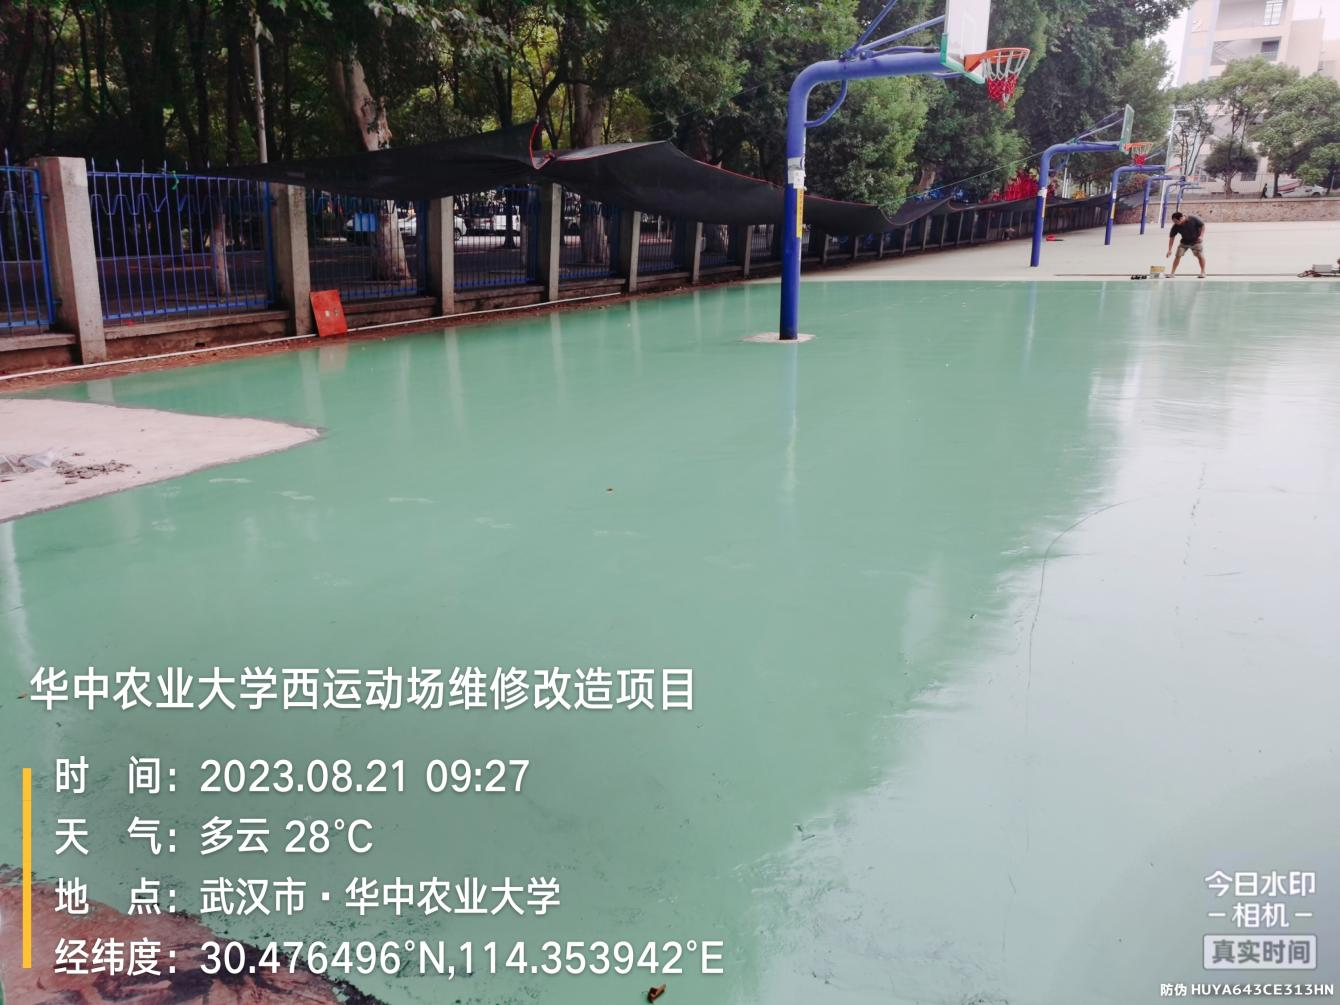 华中农业大学西运动场维修改造项目
时 间：2023.08.21 09:27
天 气：多云 28°C
地 点：武汉市·华中农业大学
经纬度：30.476496°N,114.353942°E
今日水印
-相机-
真实时间
防伪 HUYA643CE313HN